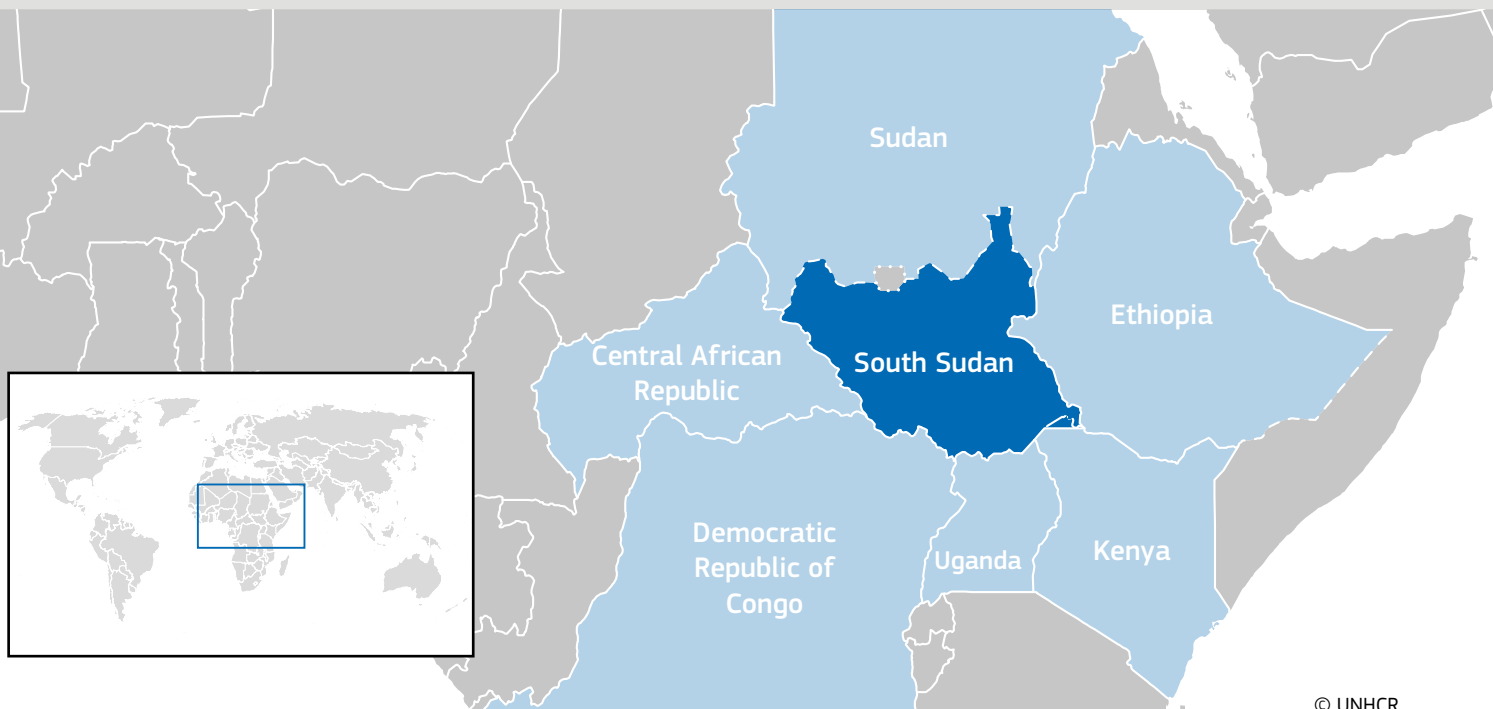 Sudan
Ethiopia
Central African
Republic
South Sudan
Democratic
Republic of
Congo
Uganda
Kenya
© UNHCR